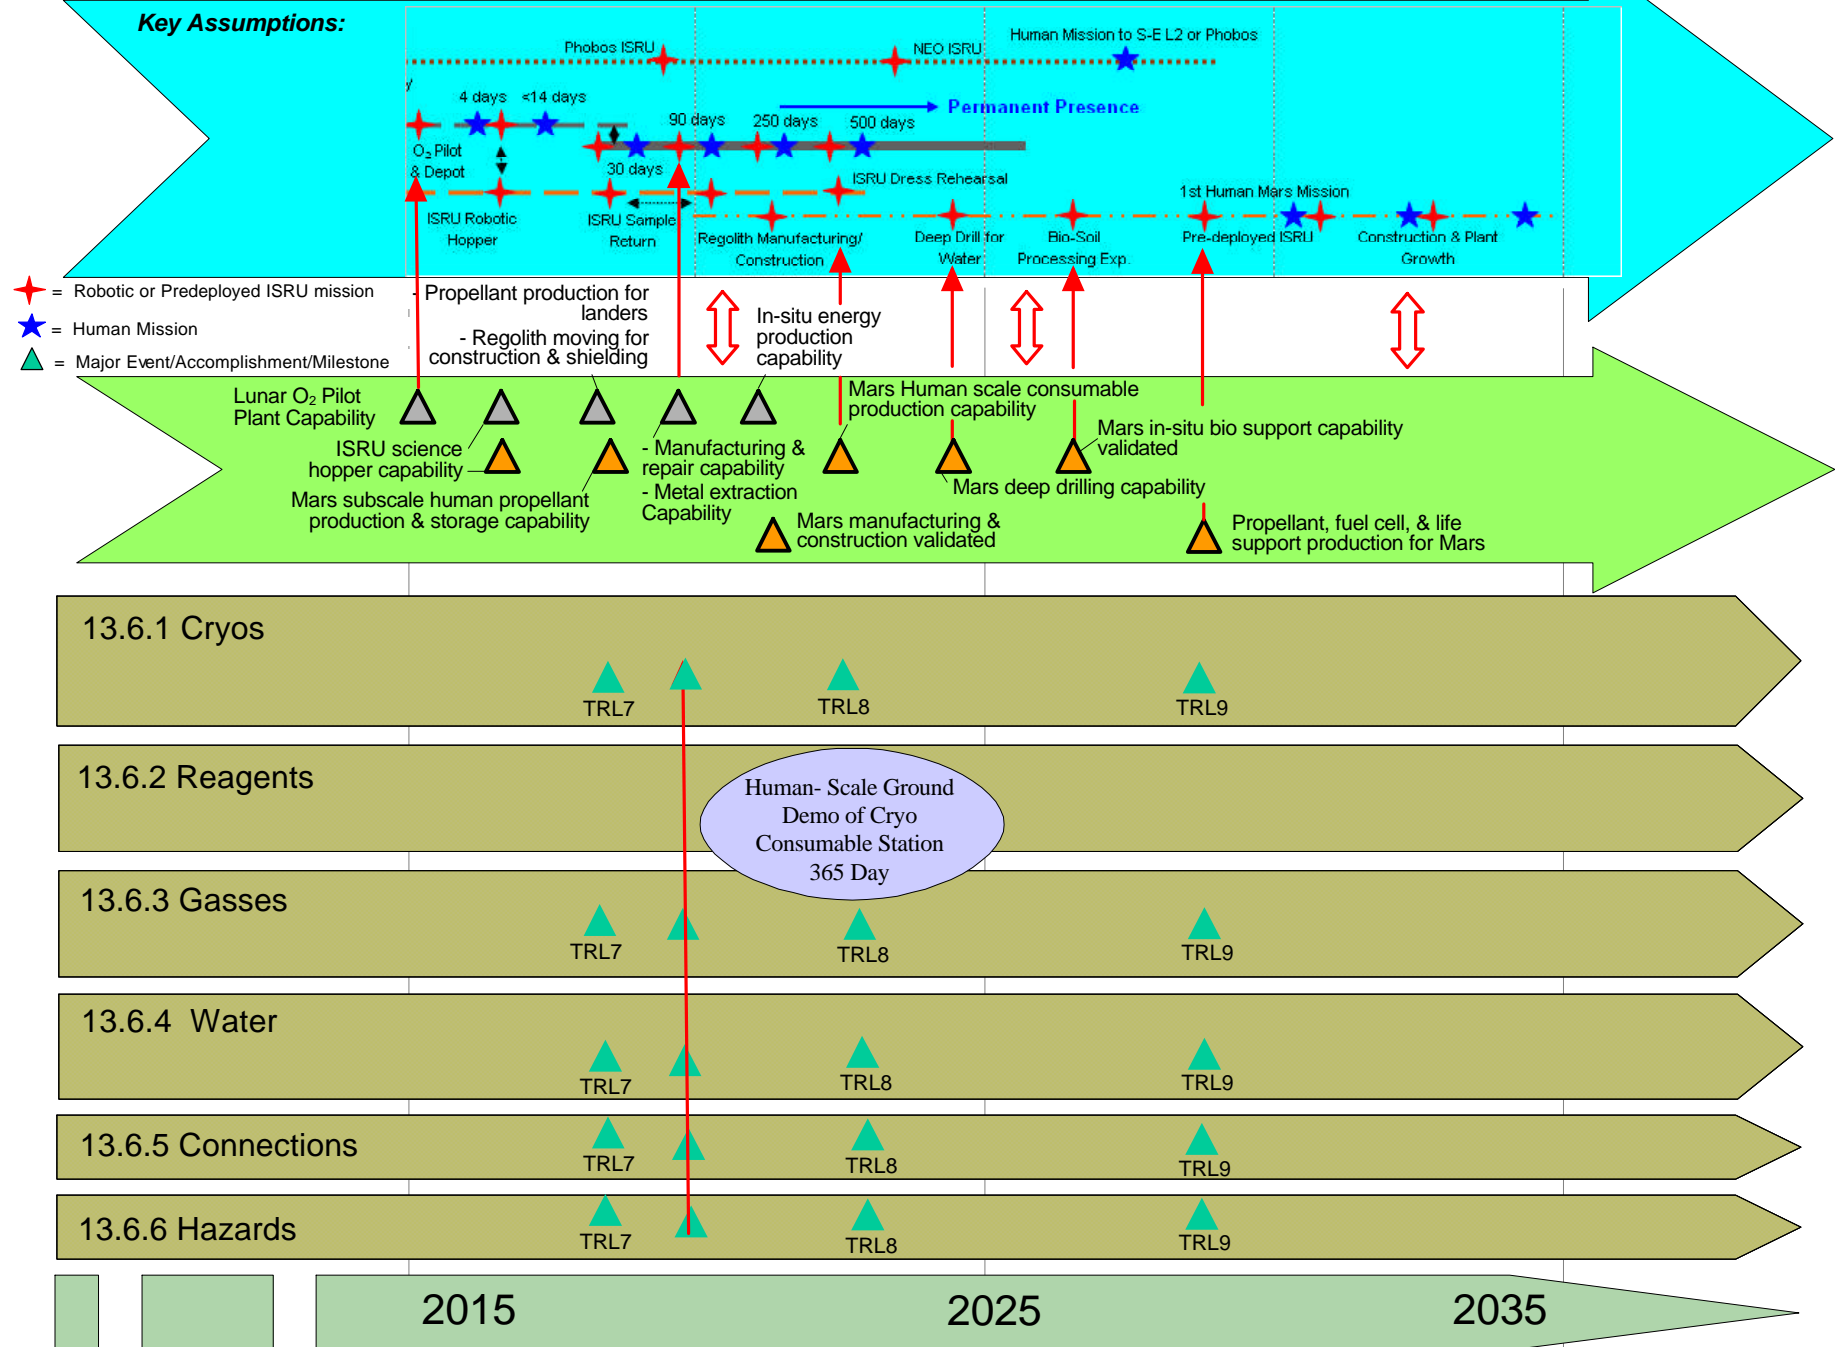 Key Assumptions:
Phobos ISRU
NEO ISRU
Human Mission to S-E L2 or Phobos
4 days
<14 days
Permanent Presence
90 days
250 days
500 days
O₂ Pilot
& Depot
30 days
ISRU Dress Rehearsal
1st Human Mars Mission
ISRU Robotic
Hopper
ISRU Sample
Return
Regolith Manufacturing/
Construction
Deep Drill for
Water
Bio-Soil
Processing Exp.
Pre-deployed ISRU
Construction & Plant
Growth
= Robotic or Predeployed ISRU mission
= Human Mission
= Major Event/Accomplishment/Milestone
- Propellant production for
landers
- Regolith moving for
construction & shielding
In-situ energy
production
capability
Lunar O₂ Pilot
Plant Capability
ISRU science
hopper capability
Mars subscale human propellant
production & storage capability
- Manufacturing &
repair capability
- Metal extraction
Capability
Mars Human scale consumable
production capability
Mars in-situ bio support capability
validated
Mars deep drilling capability
Mars manufacturing &
construction validated
Propellant, fuel cell, & life
support production for Mars
13.6.1 Cryos
TRL7
TRL8
TRL9
13.6.2 Reagents
Human- Scale Ground
Demo of Cryo
Consumable Station
365 Day
13.6.3 Gasses
TRL7
TRL8
TRL9
13.6.4 Water
TRL7
TRL8
TRL9
13.6.5 Connections
TRL7
TRL8
TRL9
13.6.6 Hazards
TRL7
TRL8
TRL9
2015
2025
2035